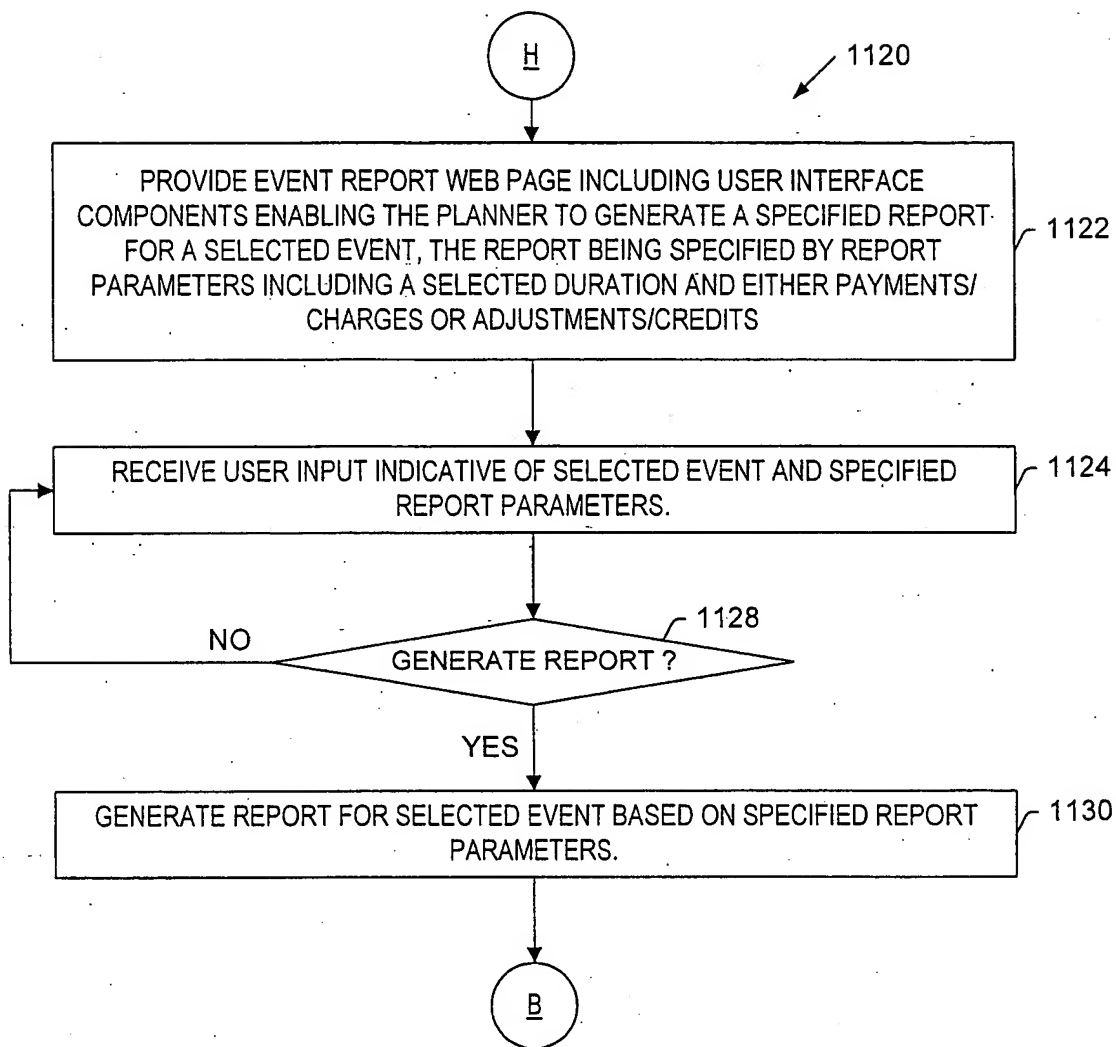 H
1120
PROVIDE EVENT REPORT WEB PAGE INCLUDING USER INTERFACE
COMPONENTS ENABLING THE PLANNER TO GENERATE A SPECIFIED REPORT
FOR A SELECTED EVENT, THE REPORT BEING SPECIFIED BY REPORT
PARAMETERS INCLUDING A SELECTED DURATION AND EITHER PAYMENTS/
CHARGES OR ADJUSTMENTS/CREDITS
1122
RECEIVE USER INPUT INDICATIVE OF SELECTED EVENT AND SPECIFIED
REPORT PARAMETERS.
1124
NO
1128
GENERATE REPORT ?
YES
GENERATE REPORT FOR SELECTED EVENT BASED ON SPECIFIED REPORT
PARAMETERS.
1130
B